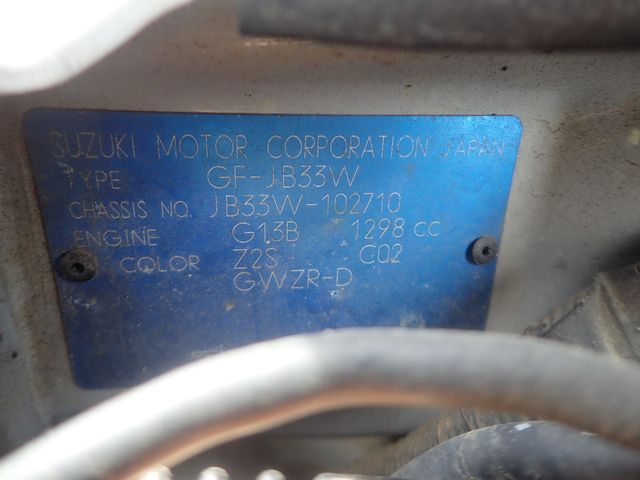 SUZUKI MOTOR CORPORATION JAPAN
TYPE GF-JB33W
CHASSIS NO. JB33W-102710
ENGINE G13B 1298 CC
COLOR Z2S CQ2
GWZR-D